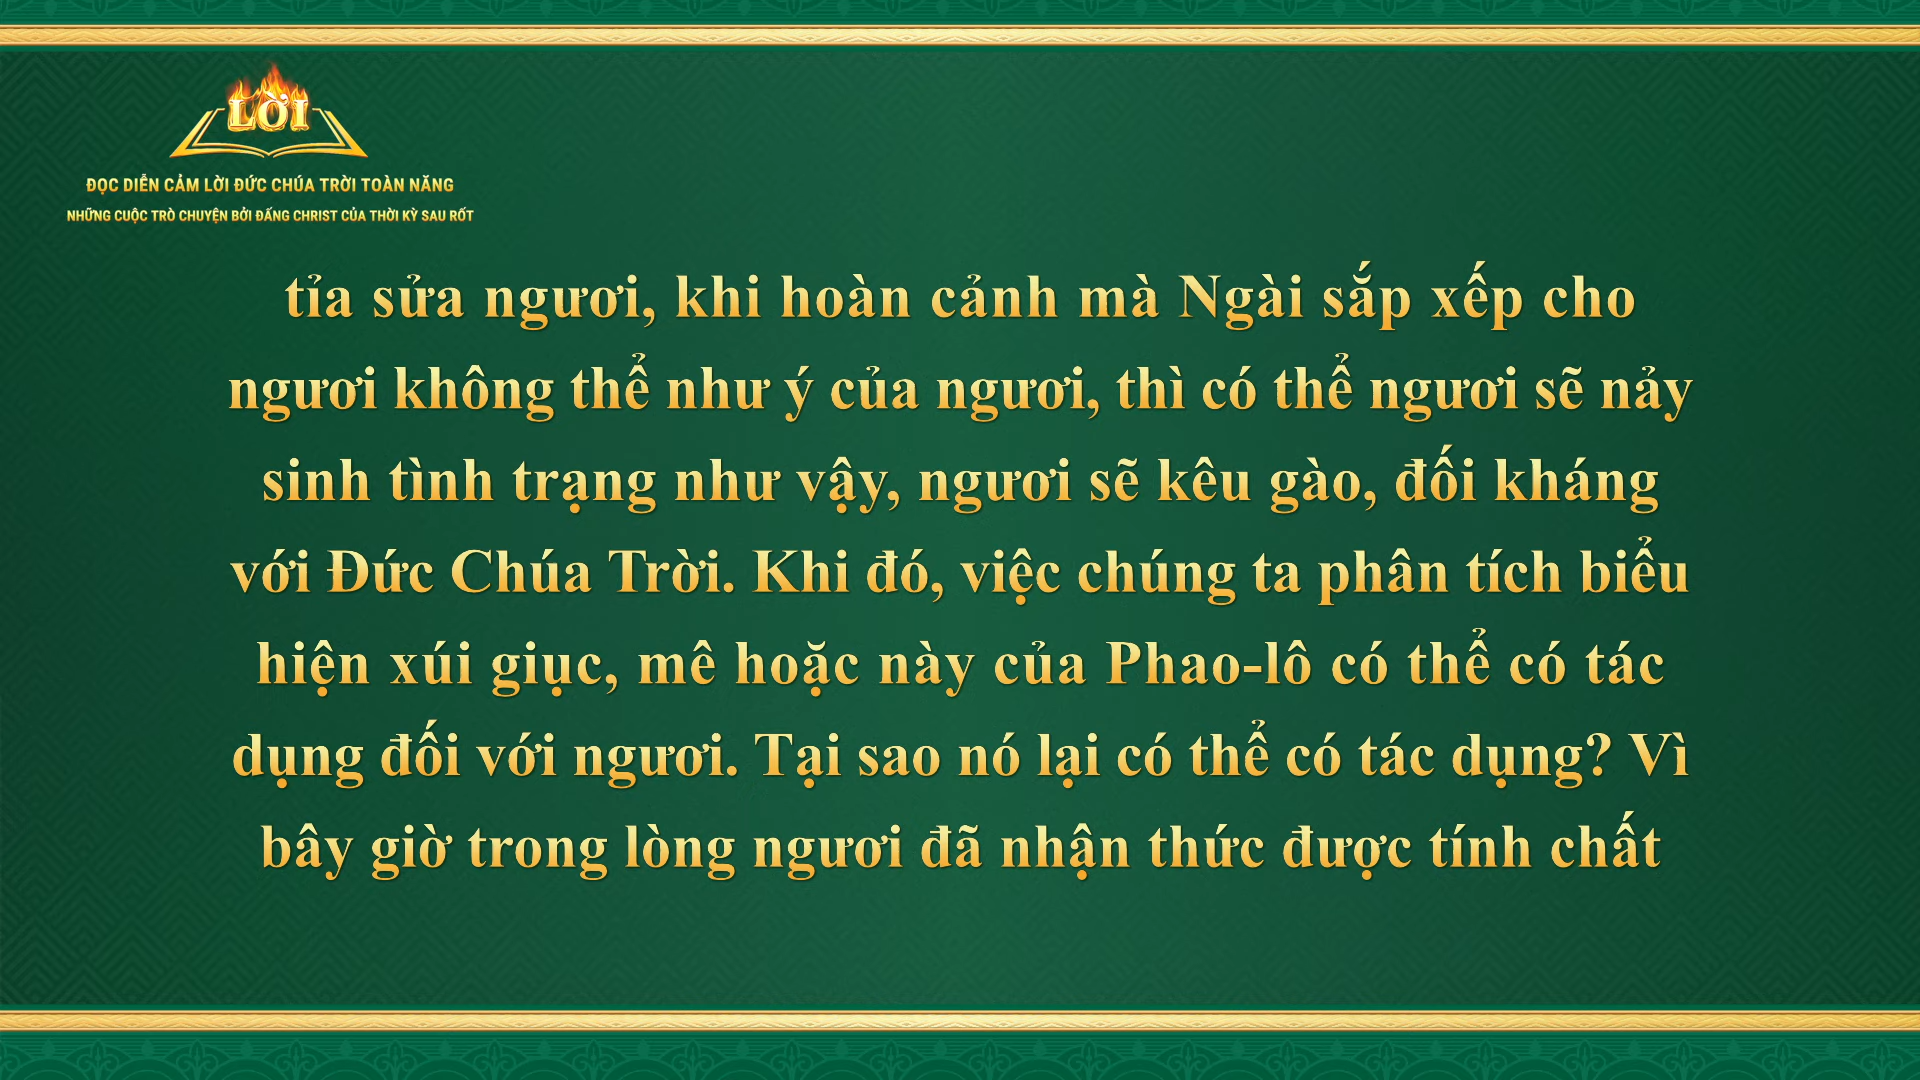 LỜI
ĐỌC DIỄN CẢM LỜI ĐỨC CHÚA TRỜI TOÀN NĂNG
NHỮNG CUỘC TRÒ CHUYỆN BỞI ĐẤNG CHRIST CỦA THỜI KỲ SAU RỐT
tỉa sửa ngươi, khi hoàn cảnh mà Ngài sắp xếp cho
ngươi không thể như ý của ngươi, thì có thể ngươi sẽ nảy
sinh tình trạng như vậy, ngươi sẽ kêu gào, đối kháng
với Đức Chúa Trời. Khi đó, việc chúng ta phân tích biểu
hiện xúi giục, mê hoặc này của Phao-lô có thể có tác
dụng đối với ngươi. Tại sao nó lại có thể có tác dụng? Vì
bây giờ trong lòng ngươi đã nhận thức được tính chất